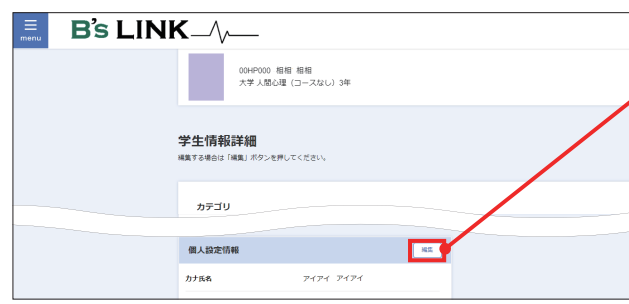 menu
B's LINK
00HP000 相相 相相
大学 人間心理（コースなし）3年
学生情報詳細
編集する場合は「編集」ボタンを押してください。
カテゴリ
個人設定情報 編集
カナ氏名 アイアイ アイアイ